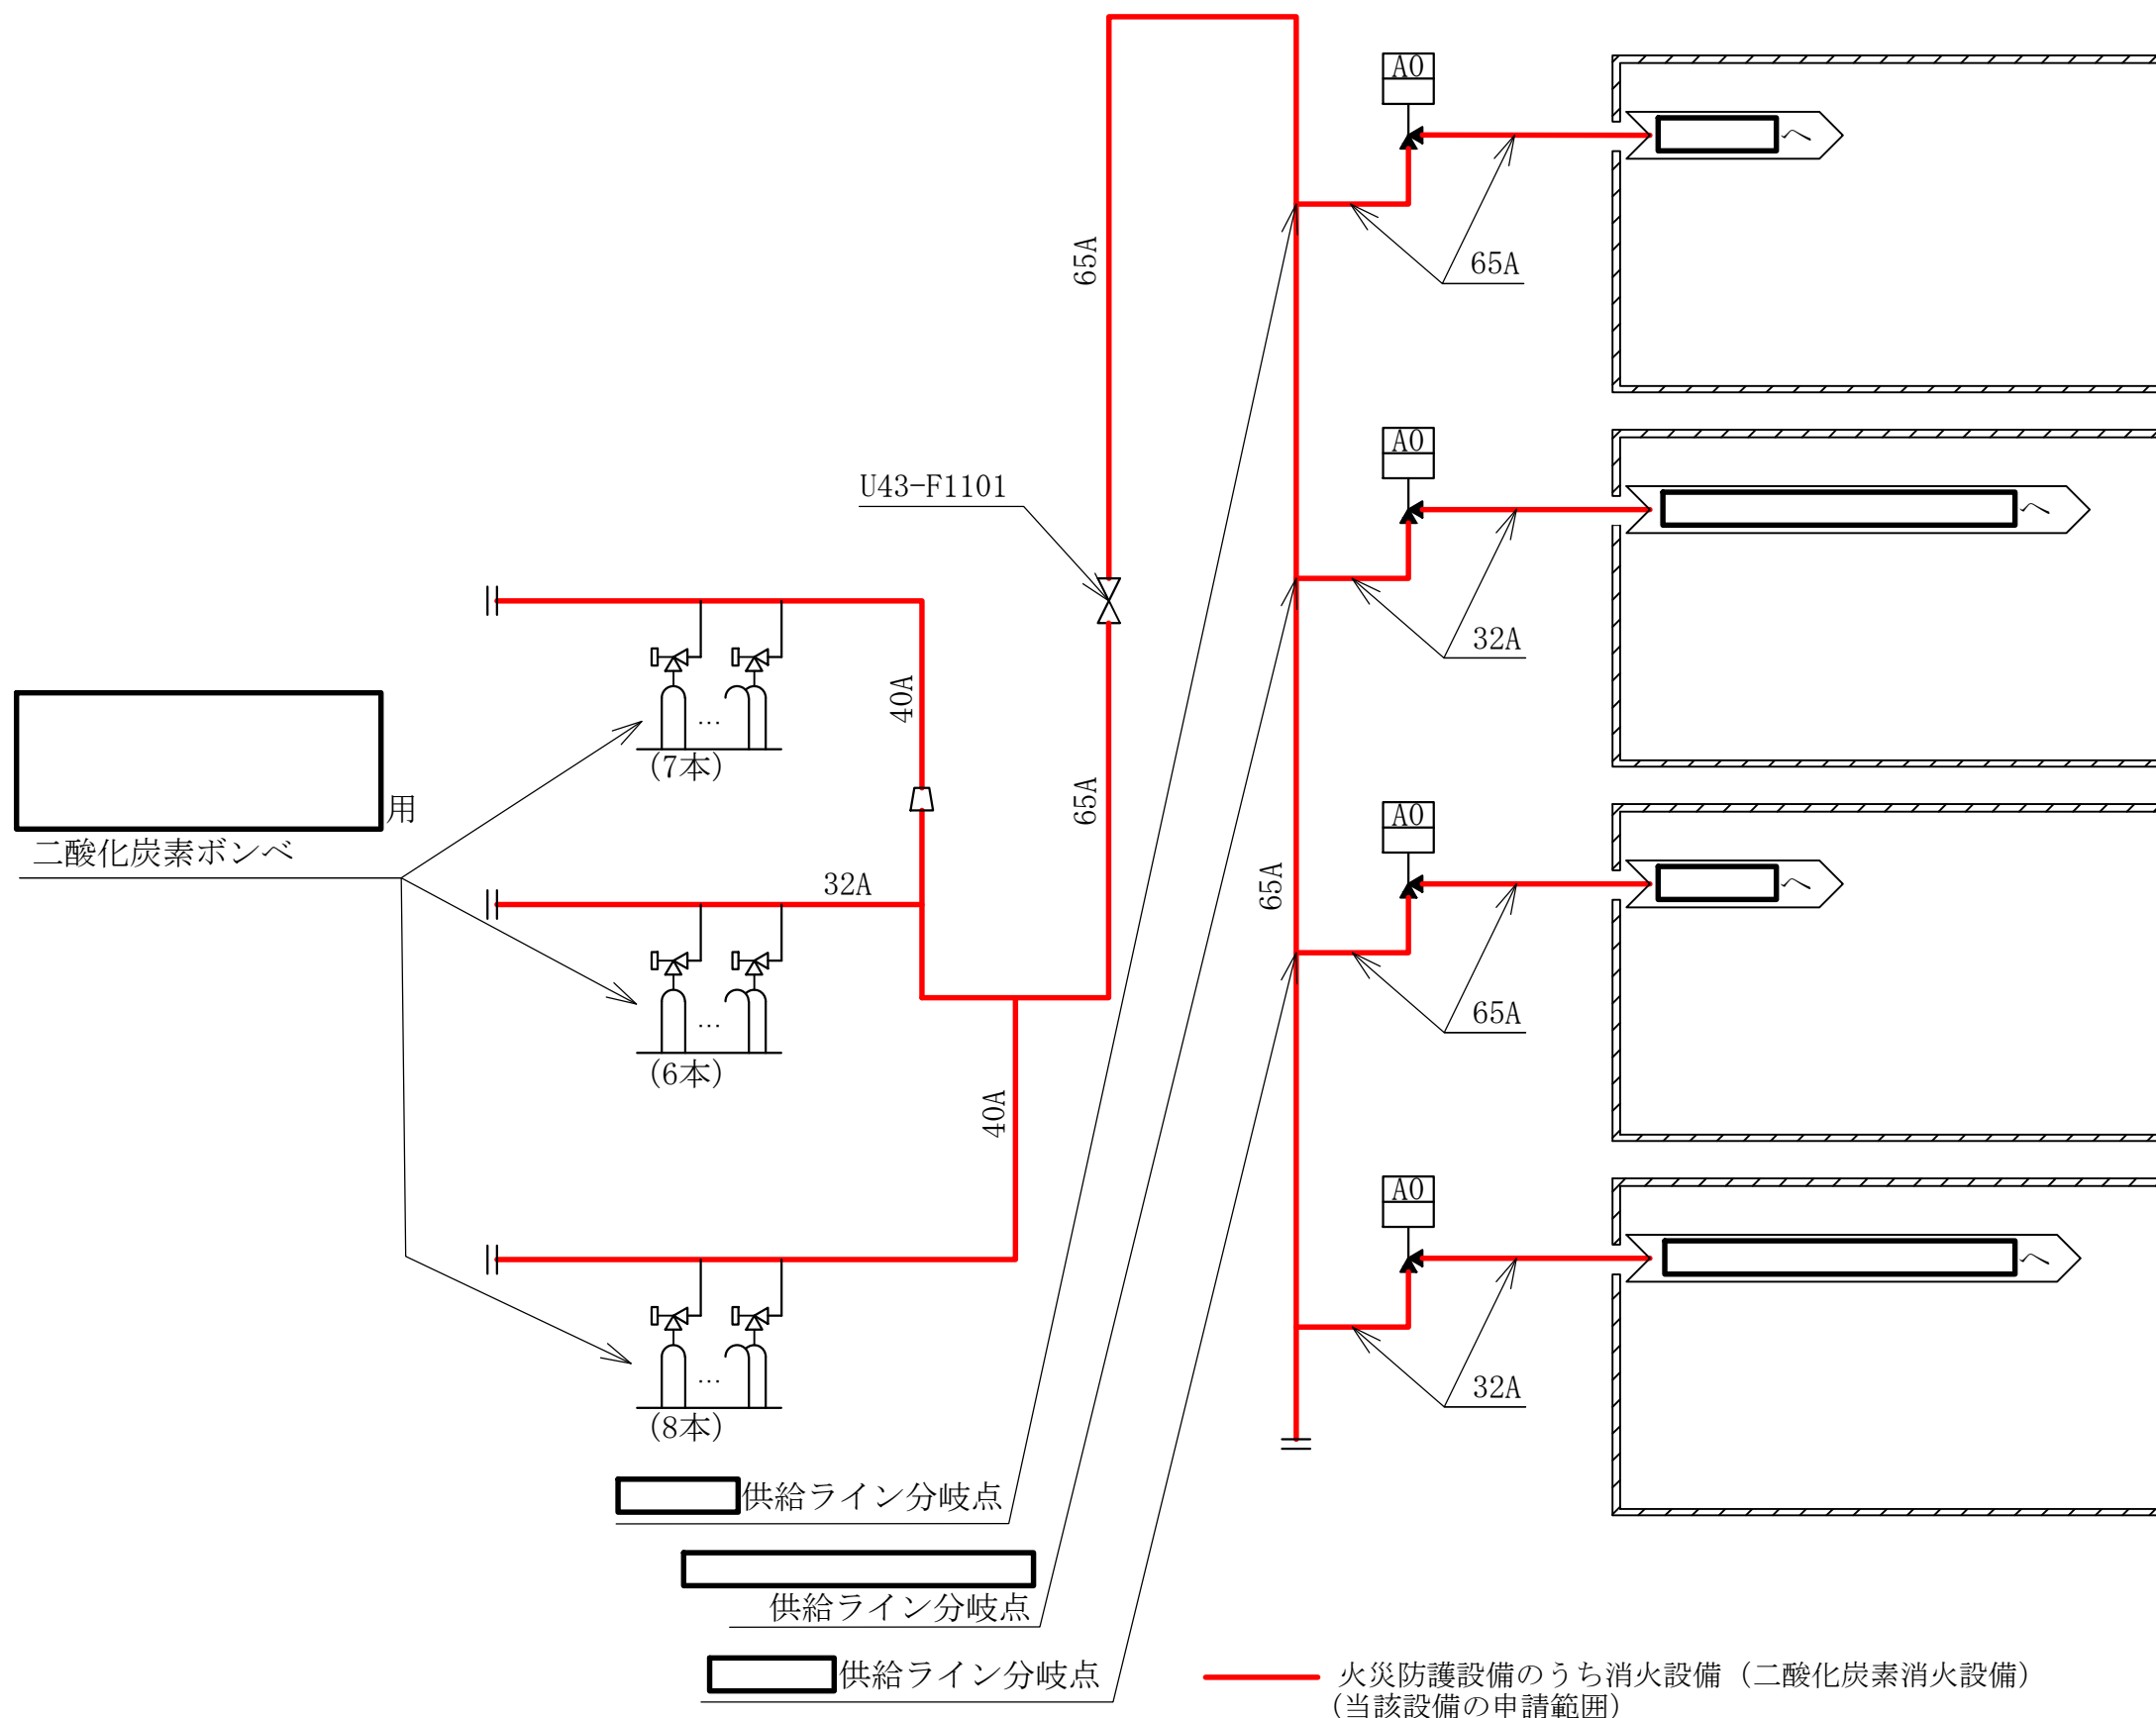 AO
65A
65A
AO
U43-F1101
32A
40A
(7本)
用
二酸化炭素ボンベ
65A
AO
32A
65A
(6本)
65A
40A
AO
32A
(8本)
供給ライン分岐点
供給ライン分岐点
供給ライン分岐点
へ
へ
へ
へ
火災防護設備のうち消火設備（二酸化炭素消火設備）
（当該設備の申請範囲）